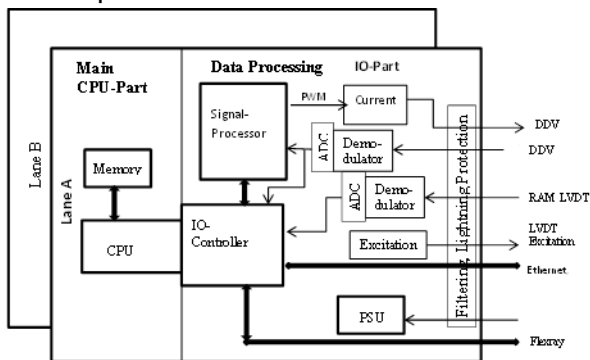 Main
CPU-Part
Data Processing
IO-Part
Lane B
Lane A
Memory
CPU
Signal-
Processor
PWM
Current
DDV
ADC
Demo-
dulator
DDV
ADC
Demo-
dulator
RAM LVDT
IO-
Controller
Excitation
LVDT
Excitation
Ethernet
PSU
Flexray
Filtering, Lightning Protection